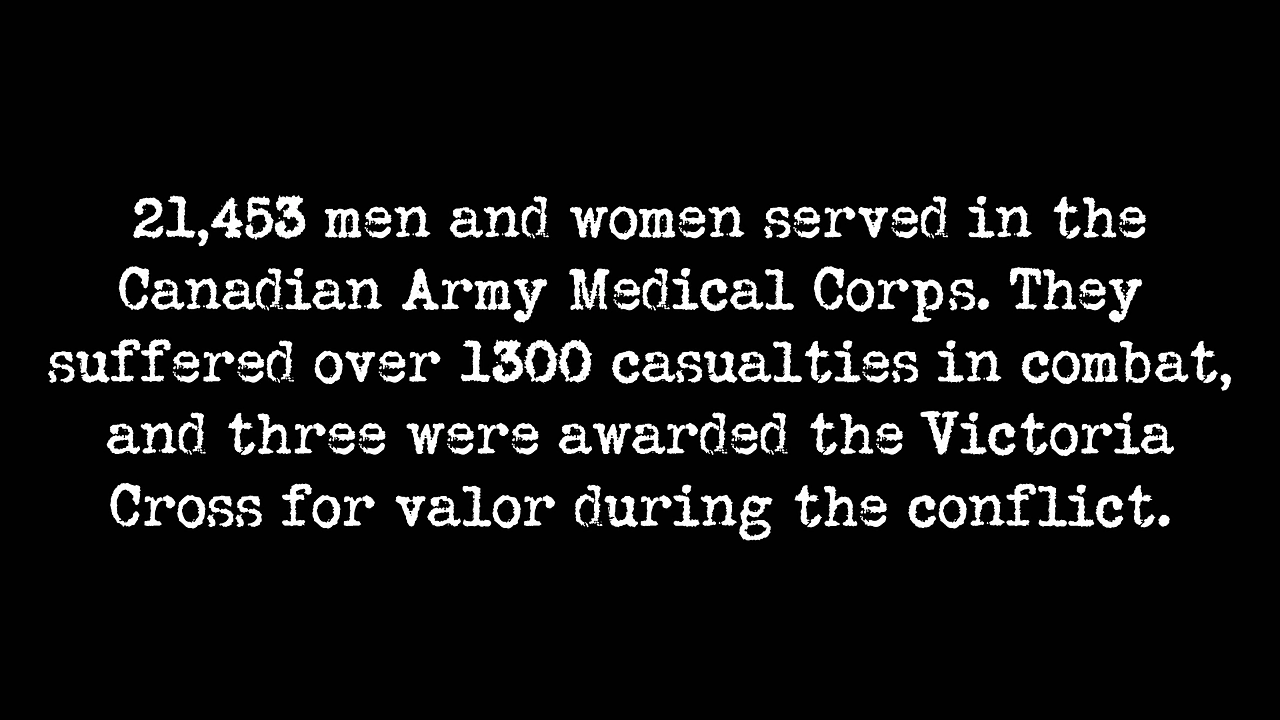 21,453 men and women served in the
Canadian Army Medical Corps. They
suffered over 1300 casualties in combat,
and three were awarded the Victoria
Cross for valor during the conflict.